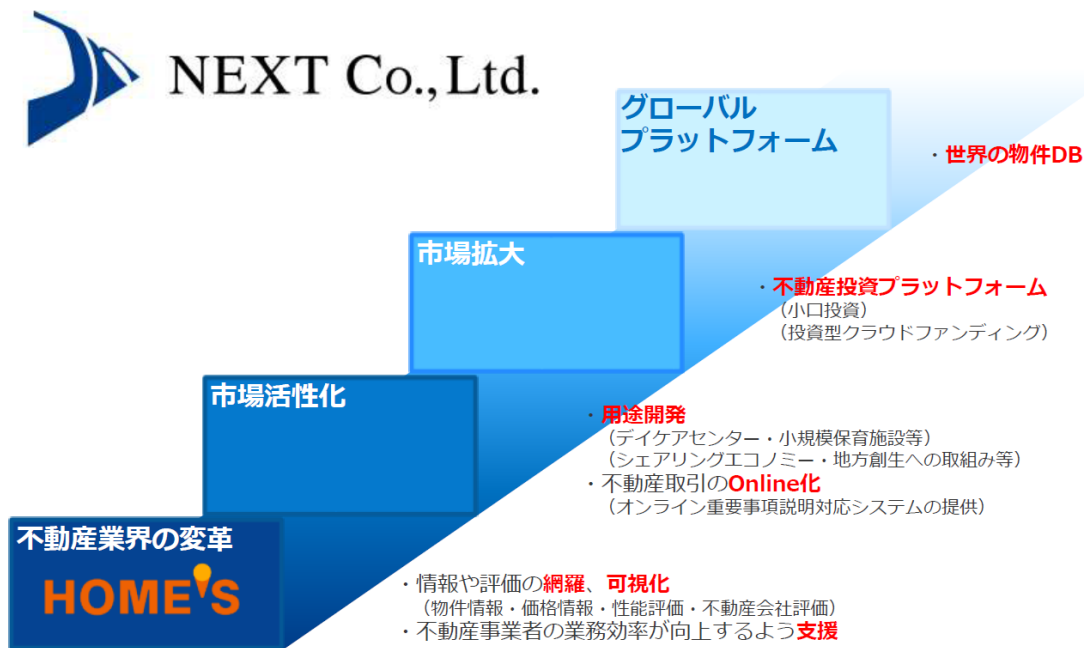 NEXT Co.,Ltd.
グローバル
プラットフォーム
・世界の物件DB
市場拡大
・不動産投資プラットフォーム
（小口投資）
（投資型クラウドファンディング）
市場活性化
・用途開発
（デイケアセンター・小規模保育施設等）
（シェアリングエコノミー・地方創生への取組み等）
・不動産取引のOnline化
（オンライン重要事項説明対応システムの提供）
不動産業界の変革
HOME'S
・情報や評価の網羅、可視化
（物件情報・価格情報・性能評価・不動産会社評価）
・不動産事業者の業務効率が向上するよう支援